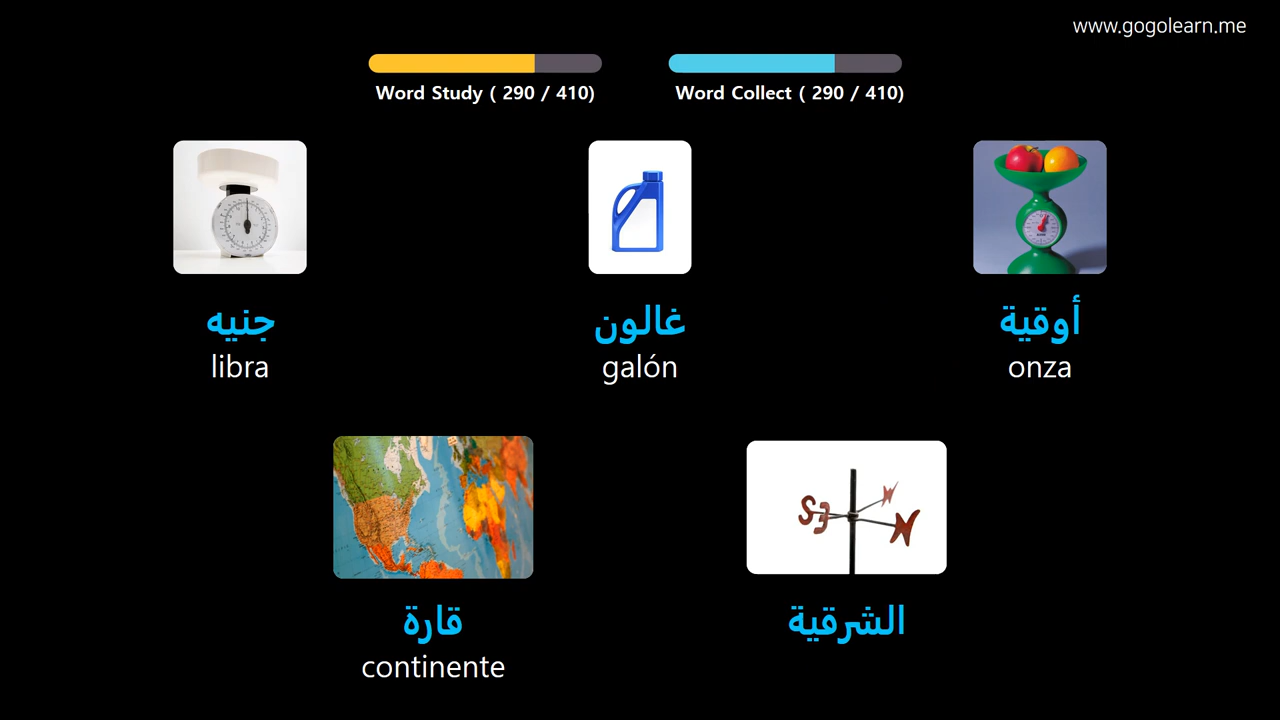 www.gogolearn.me
Word Study ( 290 / 410)
Word Collect ( 290 / 410)
جنيه
libra
غالون
galón
أوقية
onza
قارة
continente
الشرقية